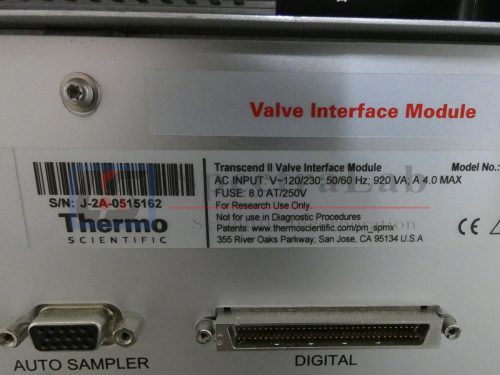 Valve Interface Module
S/N: J-2A-0515162
Thermo
SCIENTIFIC
Transcend II Valve Interface Module
Model No.:
AC INPUT: V~120/230; 50/60 Hz; 920 VA; A 4.0 MAX
FUSE: 8.0 AT/250V
For Research Use Only.
Not for use in Diagnostic Procedures
Patents: www.thermoscientific.com/pm_spmx
355 River Oaks Parkway; San Jose, CA 95134 U.S.A
CE
AUTO SAMPLER
DIGITAL